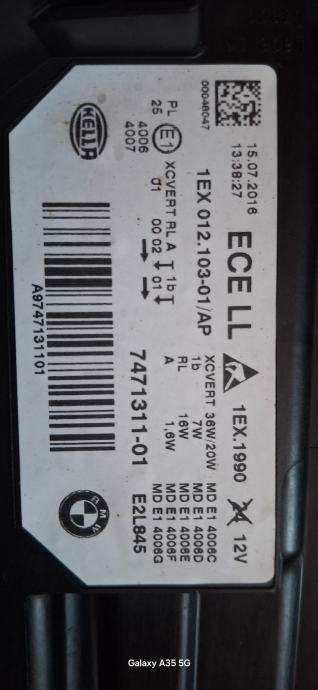 00048047
15.07.2016
13:38:27
ECE LL
1EX.1990
12V
1EX 012.103-01/AP
HELLA
PL
25
E1
4006
4007
XCVERT RL A 1b
01 00 02 01
XCVERT 36W/20W MD E1 4006C
1b 7W MD E1 4006D
RL 16W MD E1 4006E
A 1,6W MD E1 4006F
MD E1 4006G
7471311-01 E2L845
A9747131101
BMW
Galaxy A35 5G